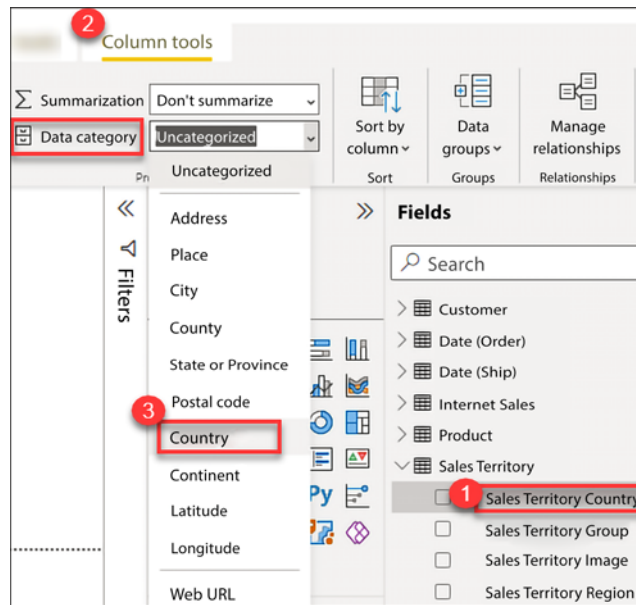 2
Column tools
Summarization Don't summarize
Data category Uncategorized
Sort by column
Data groups
Manage relationships
Sort
Groups
Relationships
Uncategorized
Address
Place
City
County
State or Province
Postal code
3
Country
Continent
Latitude
Longitude
Web URL
Filters
Py
Fields
Search
Customer
Date (Order)
Date (Ship)
Internet Sales
Product
Sales Territory
1
Sales Territory Country
Sales Territory Group
Sales Territory Image
Sales Territory Region